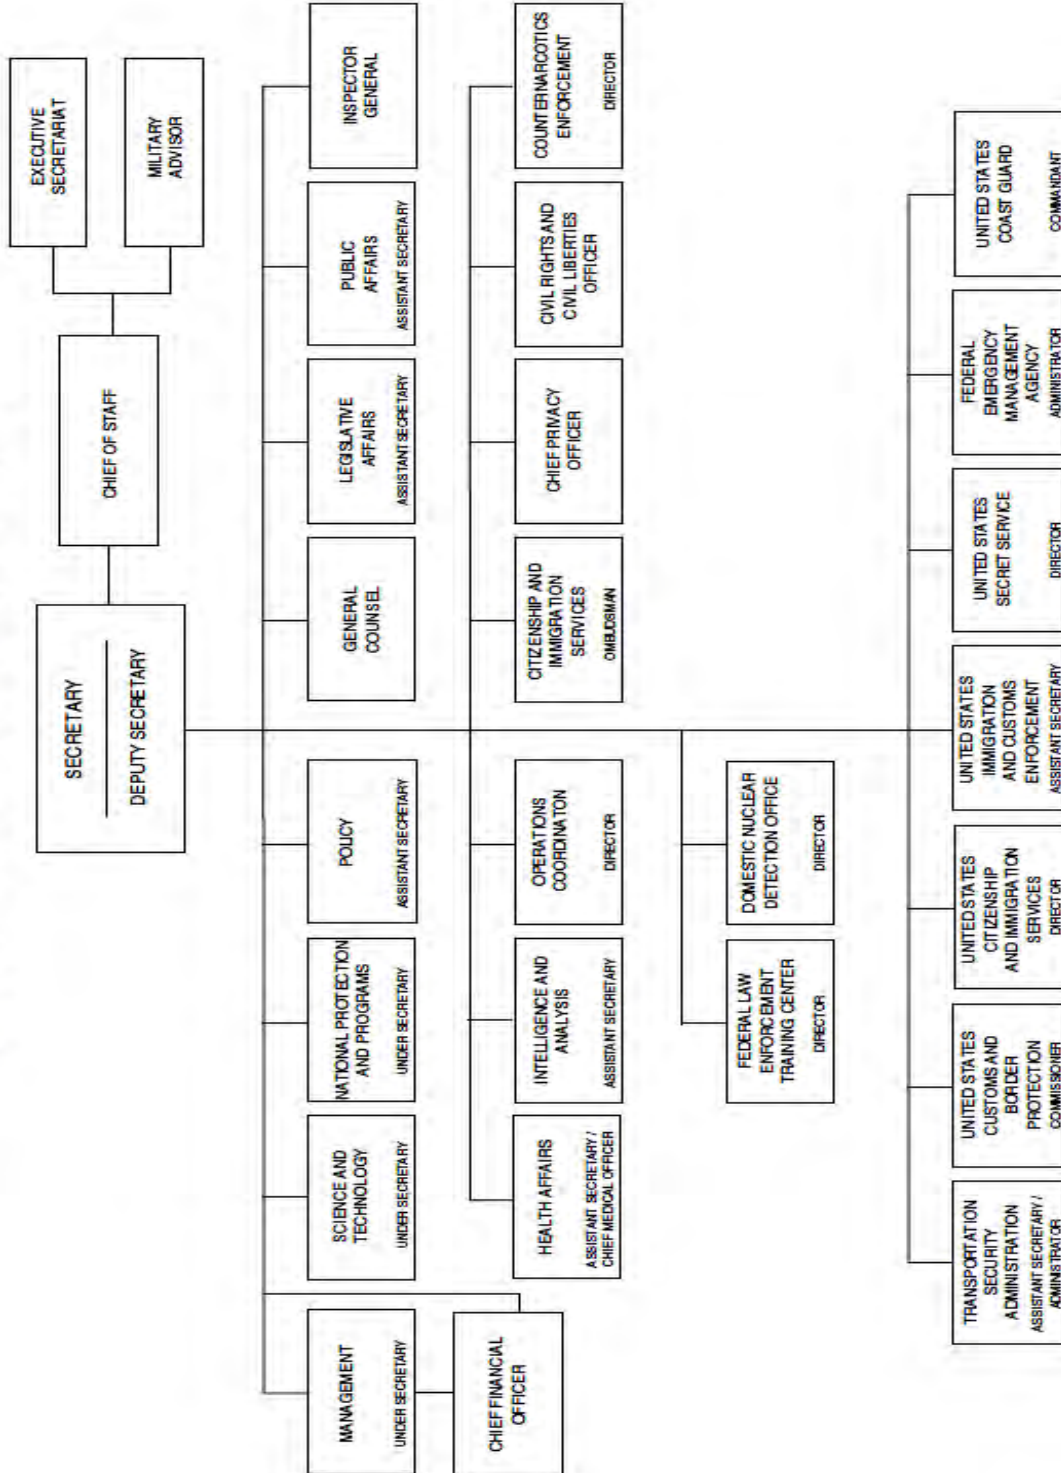 SECRETARY
DEPUTY SECRETARY
CHIEF OF STAFF
EXECUTIVE
SECRETARIAT
MILITARY
ADVISOR
MANAGEMENT
UNDER SECRETARY
CHIEF FINANCIAL
OFFICER
SCIENCE AND
TECHNOLOGY
UNDER SECRETARY
NATIONAL PROTECTION
AND PROGRAMS
UNDER SECRETARY
POLICY
ASSISTANT SECRETARY
GENERAL
COUNSEL
LEGISLATIVE
AFFAIRS
ASSISTANT SECRETARY
PUBLIC
AFFAIRS
ASSISTANT SECRETARY
INSPECTOR
GENERAL
HEALTH AFFAIRS
ASSISTANT SECRETARY /
CHIEF MEDICAL OFFICER
INTELLIGENCE AND
ANALYSIS
ASSISTANT SECRETARY
OPERATIONS
COORDINATON
DIRECTOR
CITIZENSHIP AND
IMMIGRATION
SERVICES
OMBUDSMAN
CHIEF PRIVACY
OFFICER
CIVIL RIGHTS AND
CIVIL LIBERTIES
OFFICER
COUNTERNARCOTICS
ENFORCEMENT
DIRECTOR
FEDERAL LAW
ENFORCEMENT
TRAINING CENTER
DIRECTOR
DOMESTIC NUCLEAR
DETECTION OFFICE
DIRECTOR
TRANSPORTATION
SECURITY
ADMINISTRATION
ASSISTANT SECRETARY /
ADMINISTRATOR
UNITED STATES
CUSTOMS AND
BORDER
PROTECTION
COMMISSIONER
UNITED STATES
CITIZENSHIP
AND IMMIGRATION
SERVICES
DIRECTOR
UNITED STATES
IMMIGRATION
AND CUSTOMS
ENFORCEMENT
ASSISTANT SECRETARY
UNITED STATES
SECRET SERVICE
DIRECTOR
FEDERAL
EMERGENCY
MANAGEMENT
AGENCY
ADMINISTRATOR
UNITED STATES
COAST GUARD
COMMANDANT